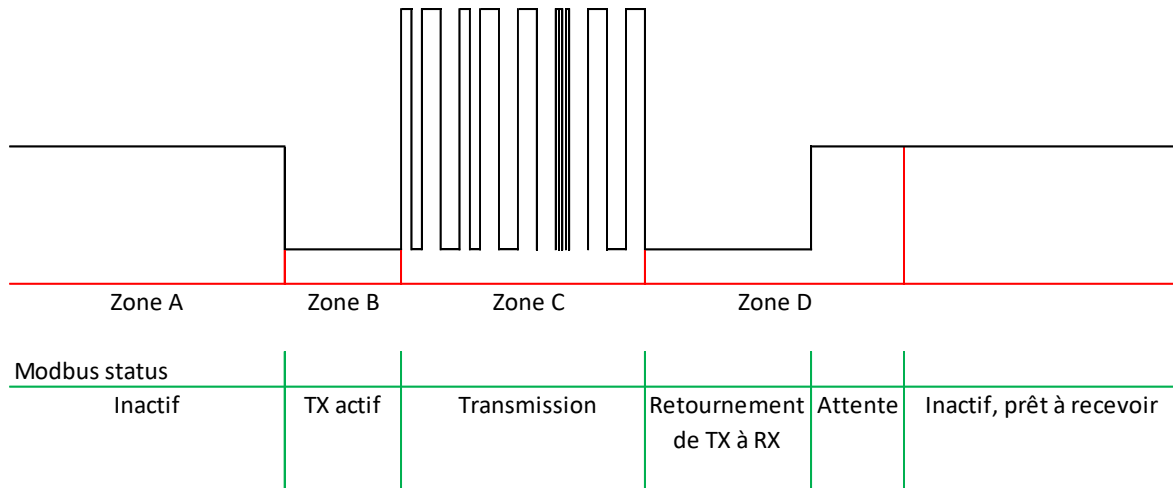 Zone A
Zone B
Zone C
Zone D
Modbus status
Inactif
TX actif
Transmission
Retournement
de TX à RX
Attente
Inactif, prêt à recevoir